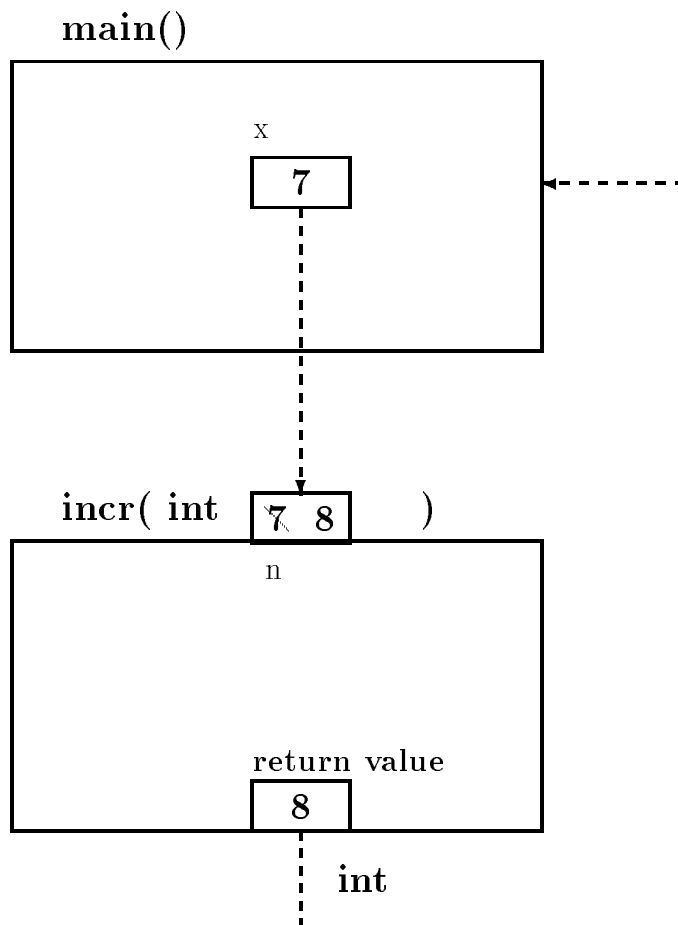 main()
x
7
incr( int 7 8 )
n
return value
8
int